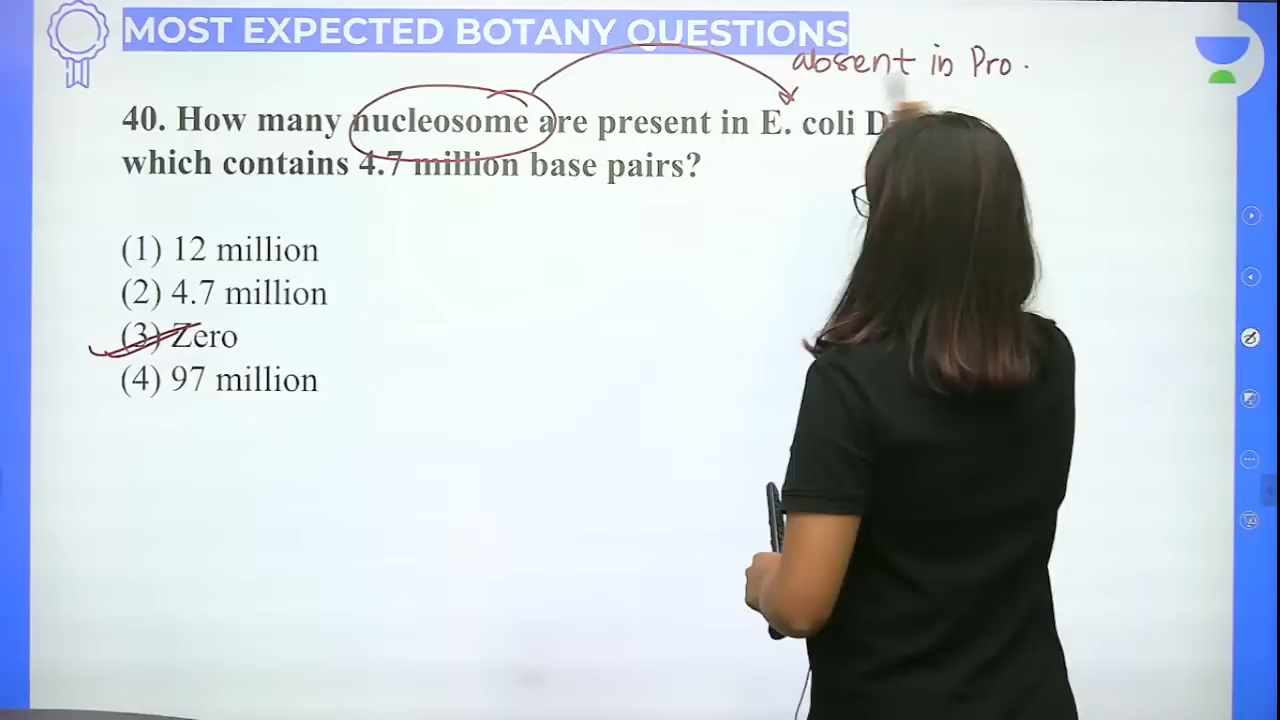 MOST EXPECTED BOTANY QUESTIONS
absent in Pro.
40. How many nucleosome are present in E. coli
which contains 4.7 million base pairs?
(1) 12 million
(2) 4.7 million
(3) Zero
(4) 97 million